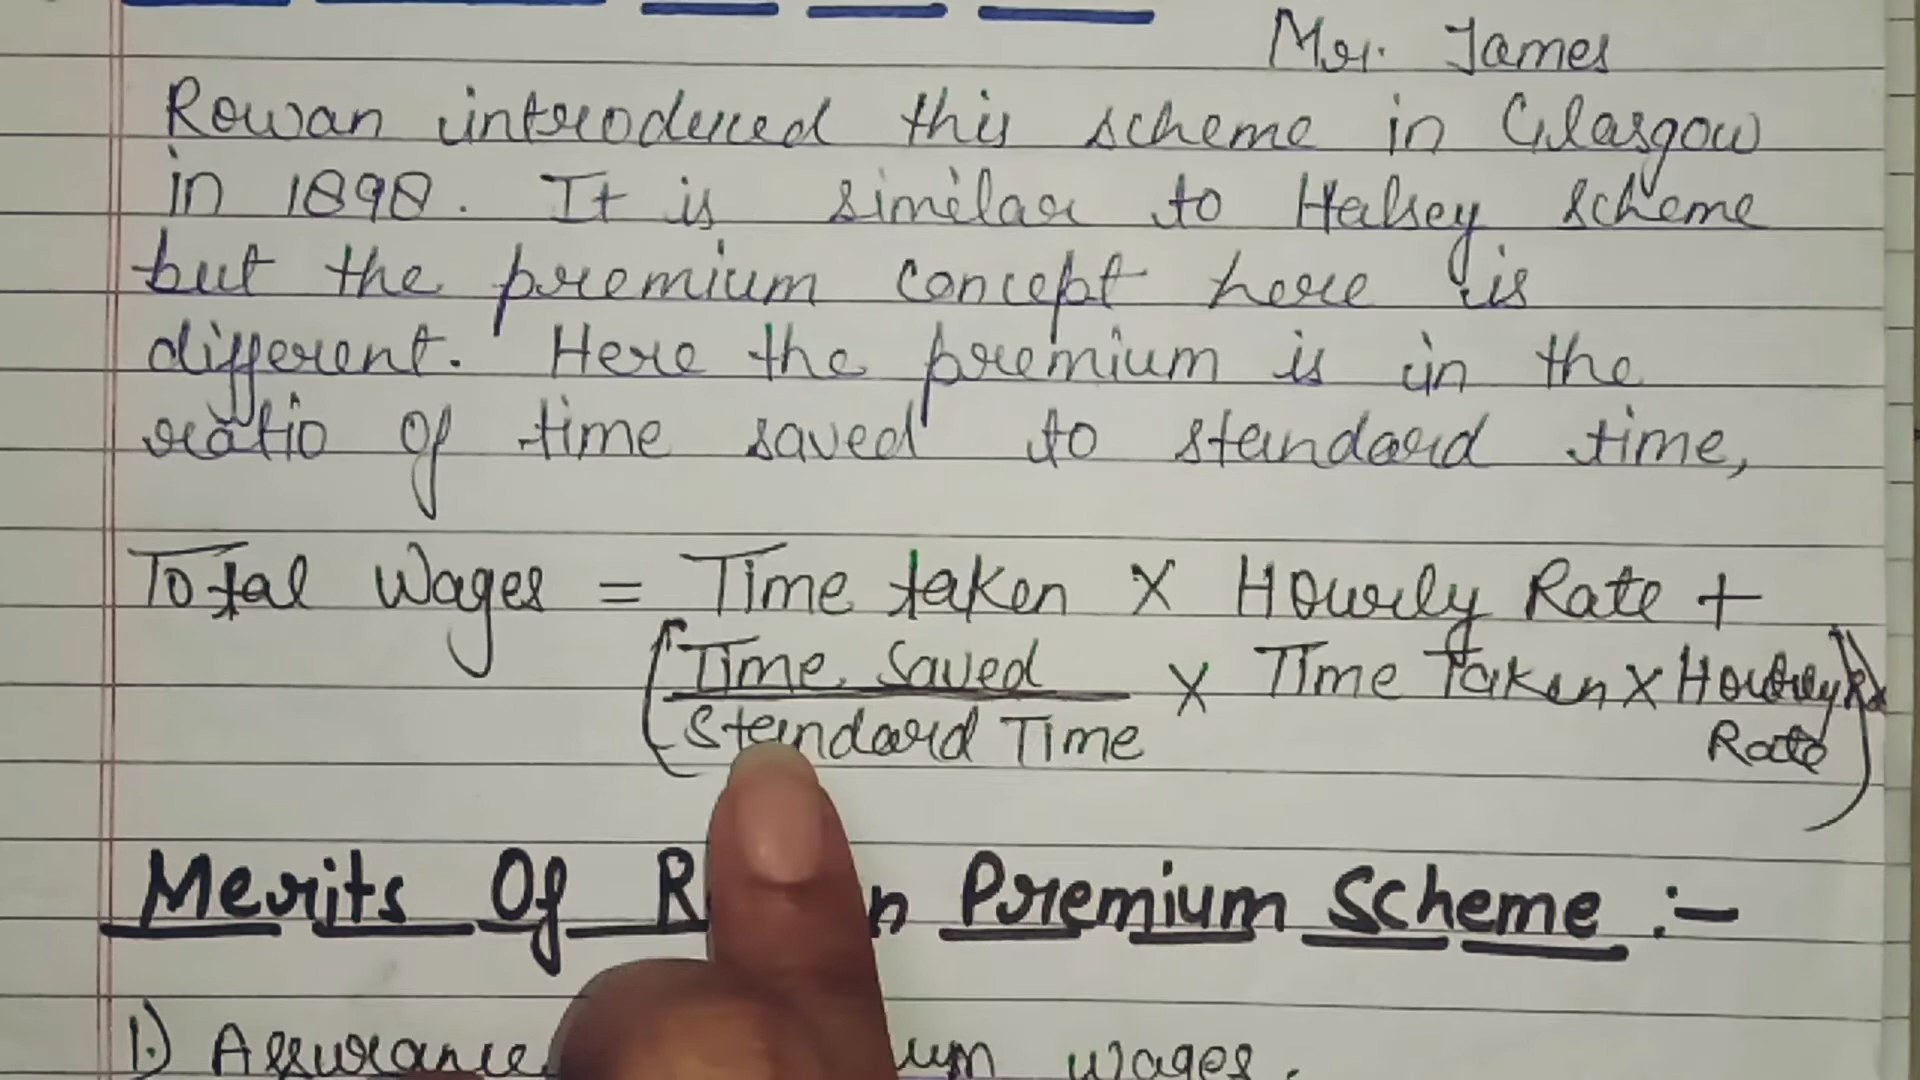 Mr. James
Rowan introduced this scheme in Glasgow
in 1898. It is similar to Halsey scheme
but the premium concept here is
different. Here the premium is in the
ratio of time saved to standard time,
Total Wages = Time taken X Hourly Rate +
(Time Saved / Standard Time X Time Taken X Hourly Rate)
Merits Of Premium Scheme :-
1.) Assurance wages.